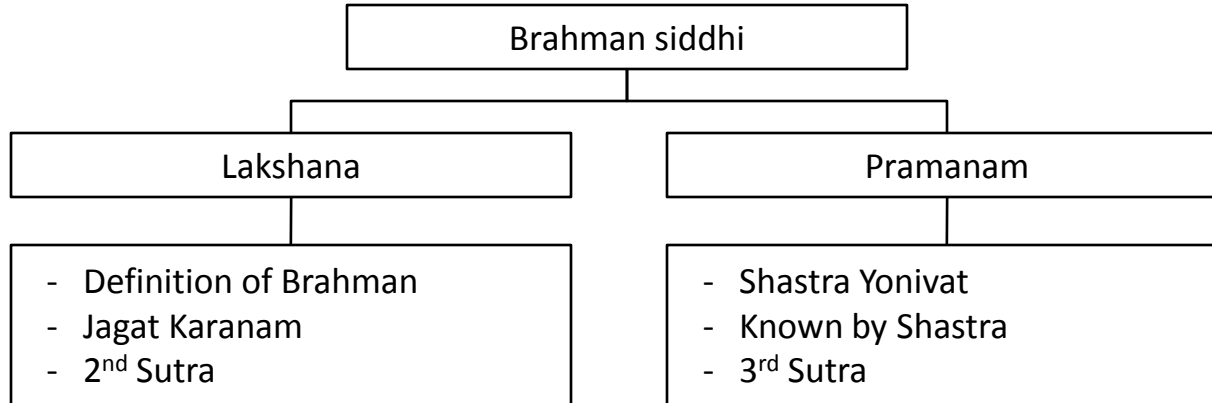 Brahman siddhi
Lakshana
Pramanam
- Definition of Brahman
- Jagat Karanam
- 2nd Sutra
- Shastra Yonivat
- Known by Shastra
- 3rd Sutra